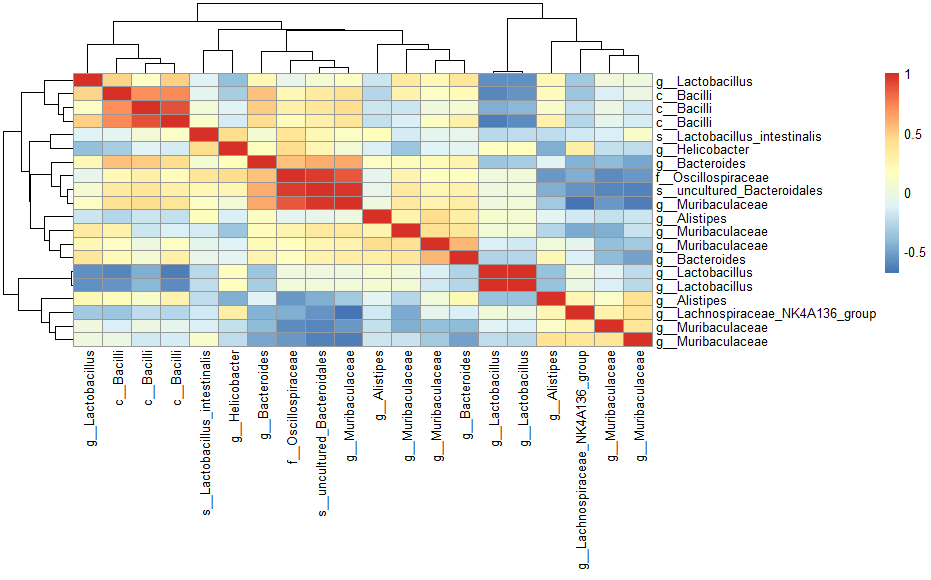 1
0.5
0
-0.5
g__Lactobacillus
c__Bacilli
c__Bacilli
c__Bacilli
s__Lactobacillus_intestinalis
g__Helicobacter
g__Bacteroides
f__Oscillospiraceae
s__uncultured_Bacteroidales
g__Muribaculaceae
g__Alistipes
g__Muribaculaceae
g__Muribaculaceae
g__Bacteroides
g__Lactobacillus
g__Lactobacillus
g__Alistipes
g__Lachnospiraceae_NK4A136_group
g__Muribaculaceae
g__Muribaculaceae
g__Lactobacillus
c__Bacilli
c__Bacilli
c__Bacilli
s__Lactobacillus_intestinalis
g__Helicobacter
g__Bacteroides
f__Oscillospiraceae
s__uncultured_Bacteroidales
g__Muribaculaceae
g__Alistipes
g__Muribaculaceae
g__Muribaculaceae
g__Bacteroides
g__Lactobacillus
g__Lactobacillus
g__Alistipes
g__Lachnospiraceae_NK4A136_group
g__Muribaculaceae
g__Muribaculaceae